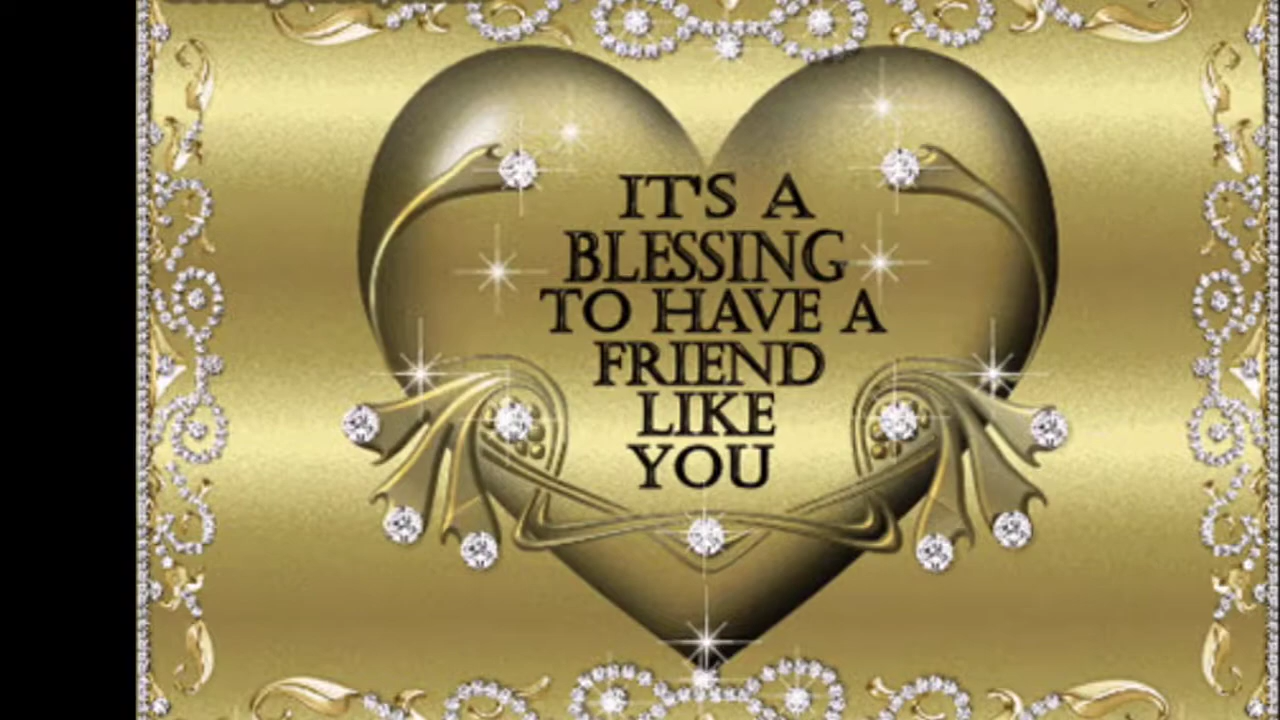 IT'S A
BLESSING
TO HAVE A
FRIEND
LIKE
YOU